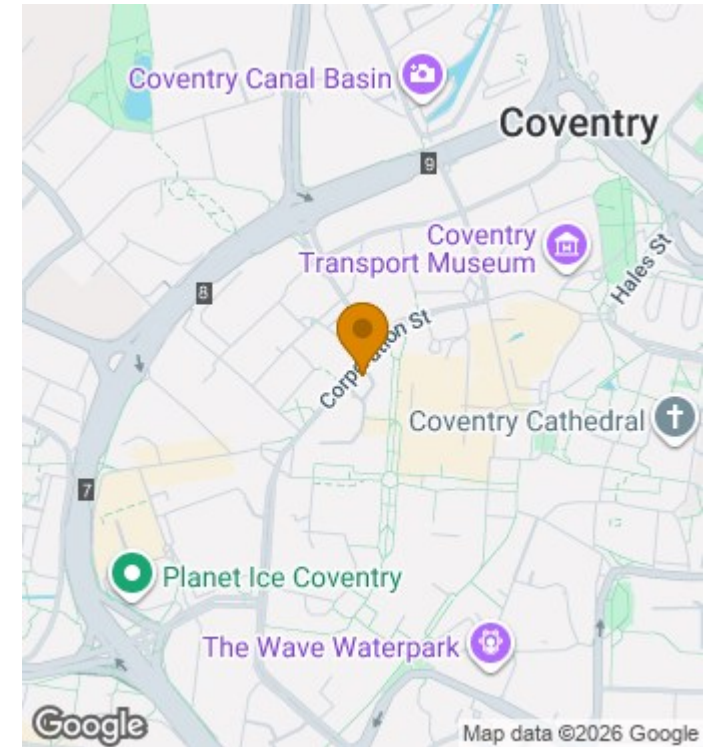 Coventry Canal Basin
Coventry
9
Coventry
Transport Museum
Hales St
8
Corporation St
Coventry Cathedral
7
Planet Ice Coventry
The Wave Waterpark
Google
Map data ©2026 Google